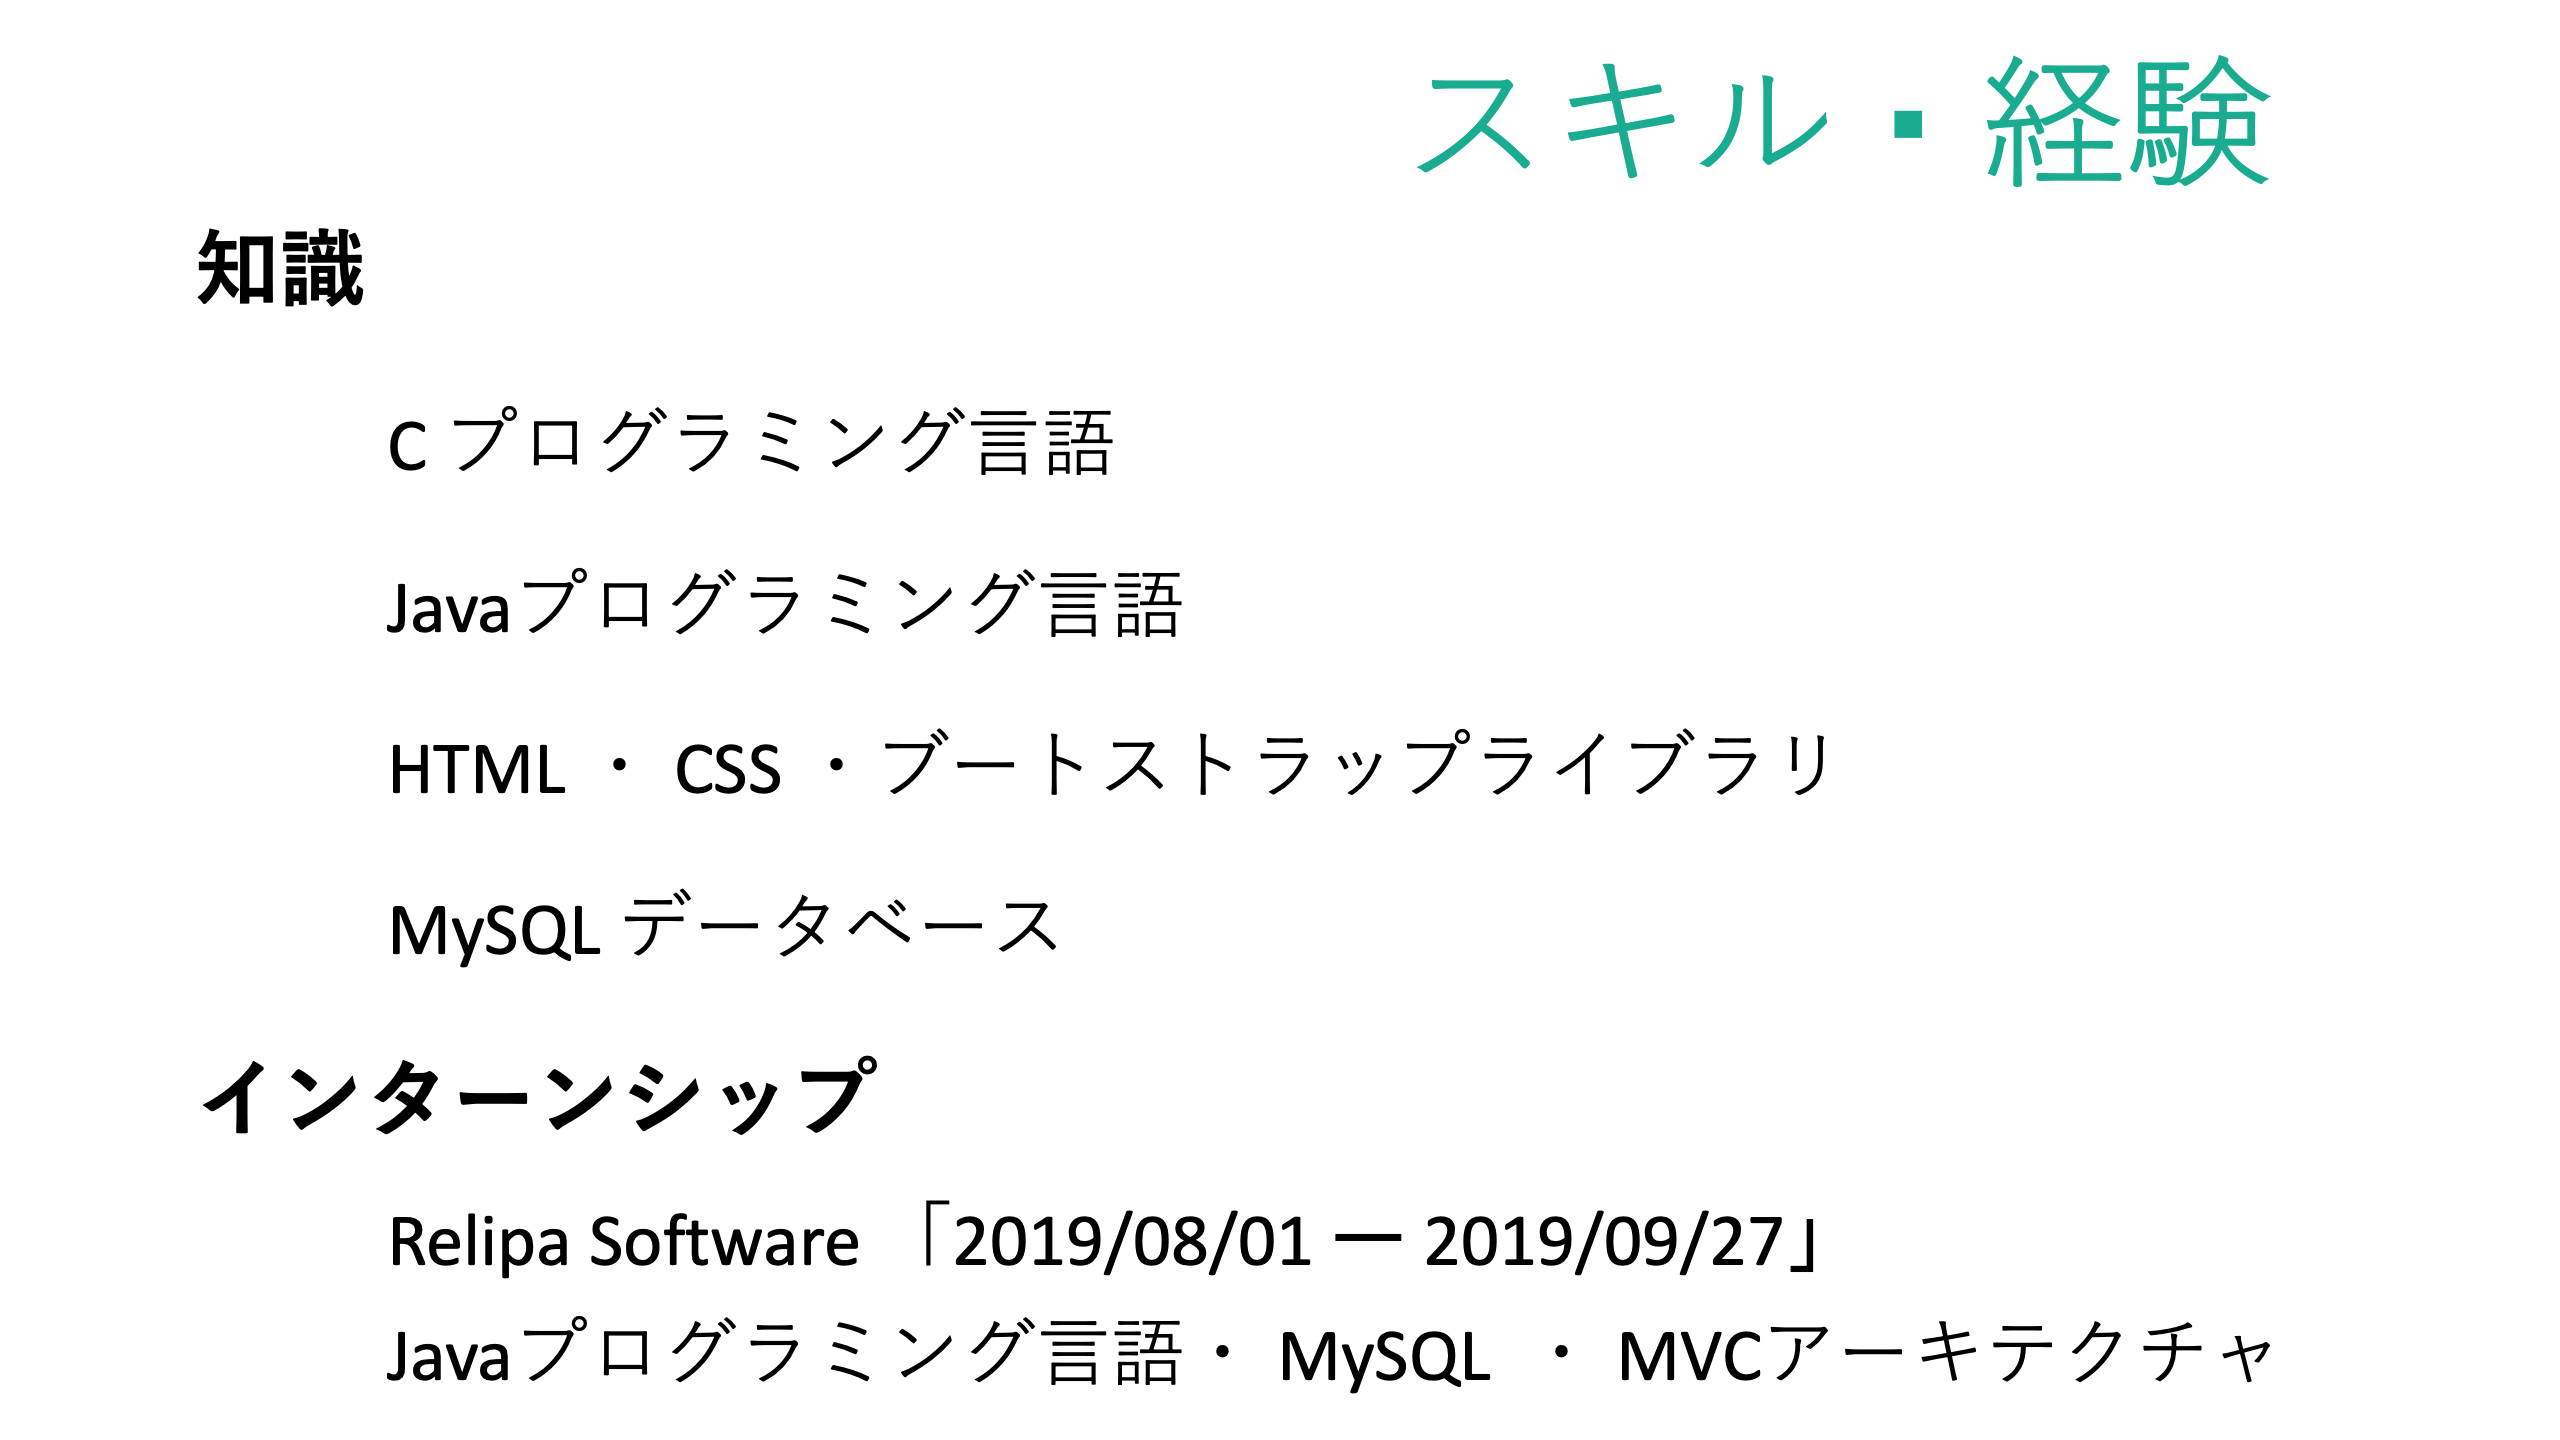 スキル・経験
知識
C プログラミング言語
Javaプログラミング言語
HTML ・ CSS ・ブートストラップライブラリ
MySQL データベース
インターンシップ
Relipa Software 「2019/08/01 ー 2019/09/27」
Javaプログラミング言語・ MySQL ・ MVCアーキテクチャ